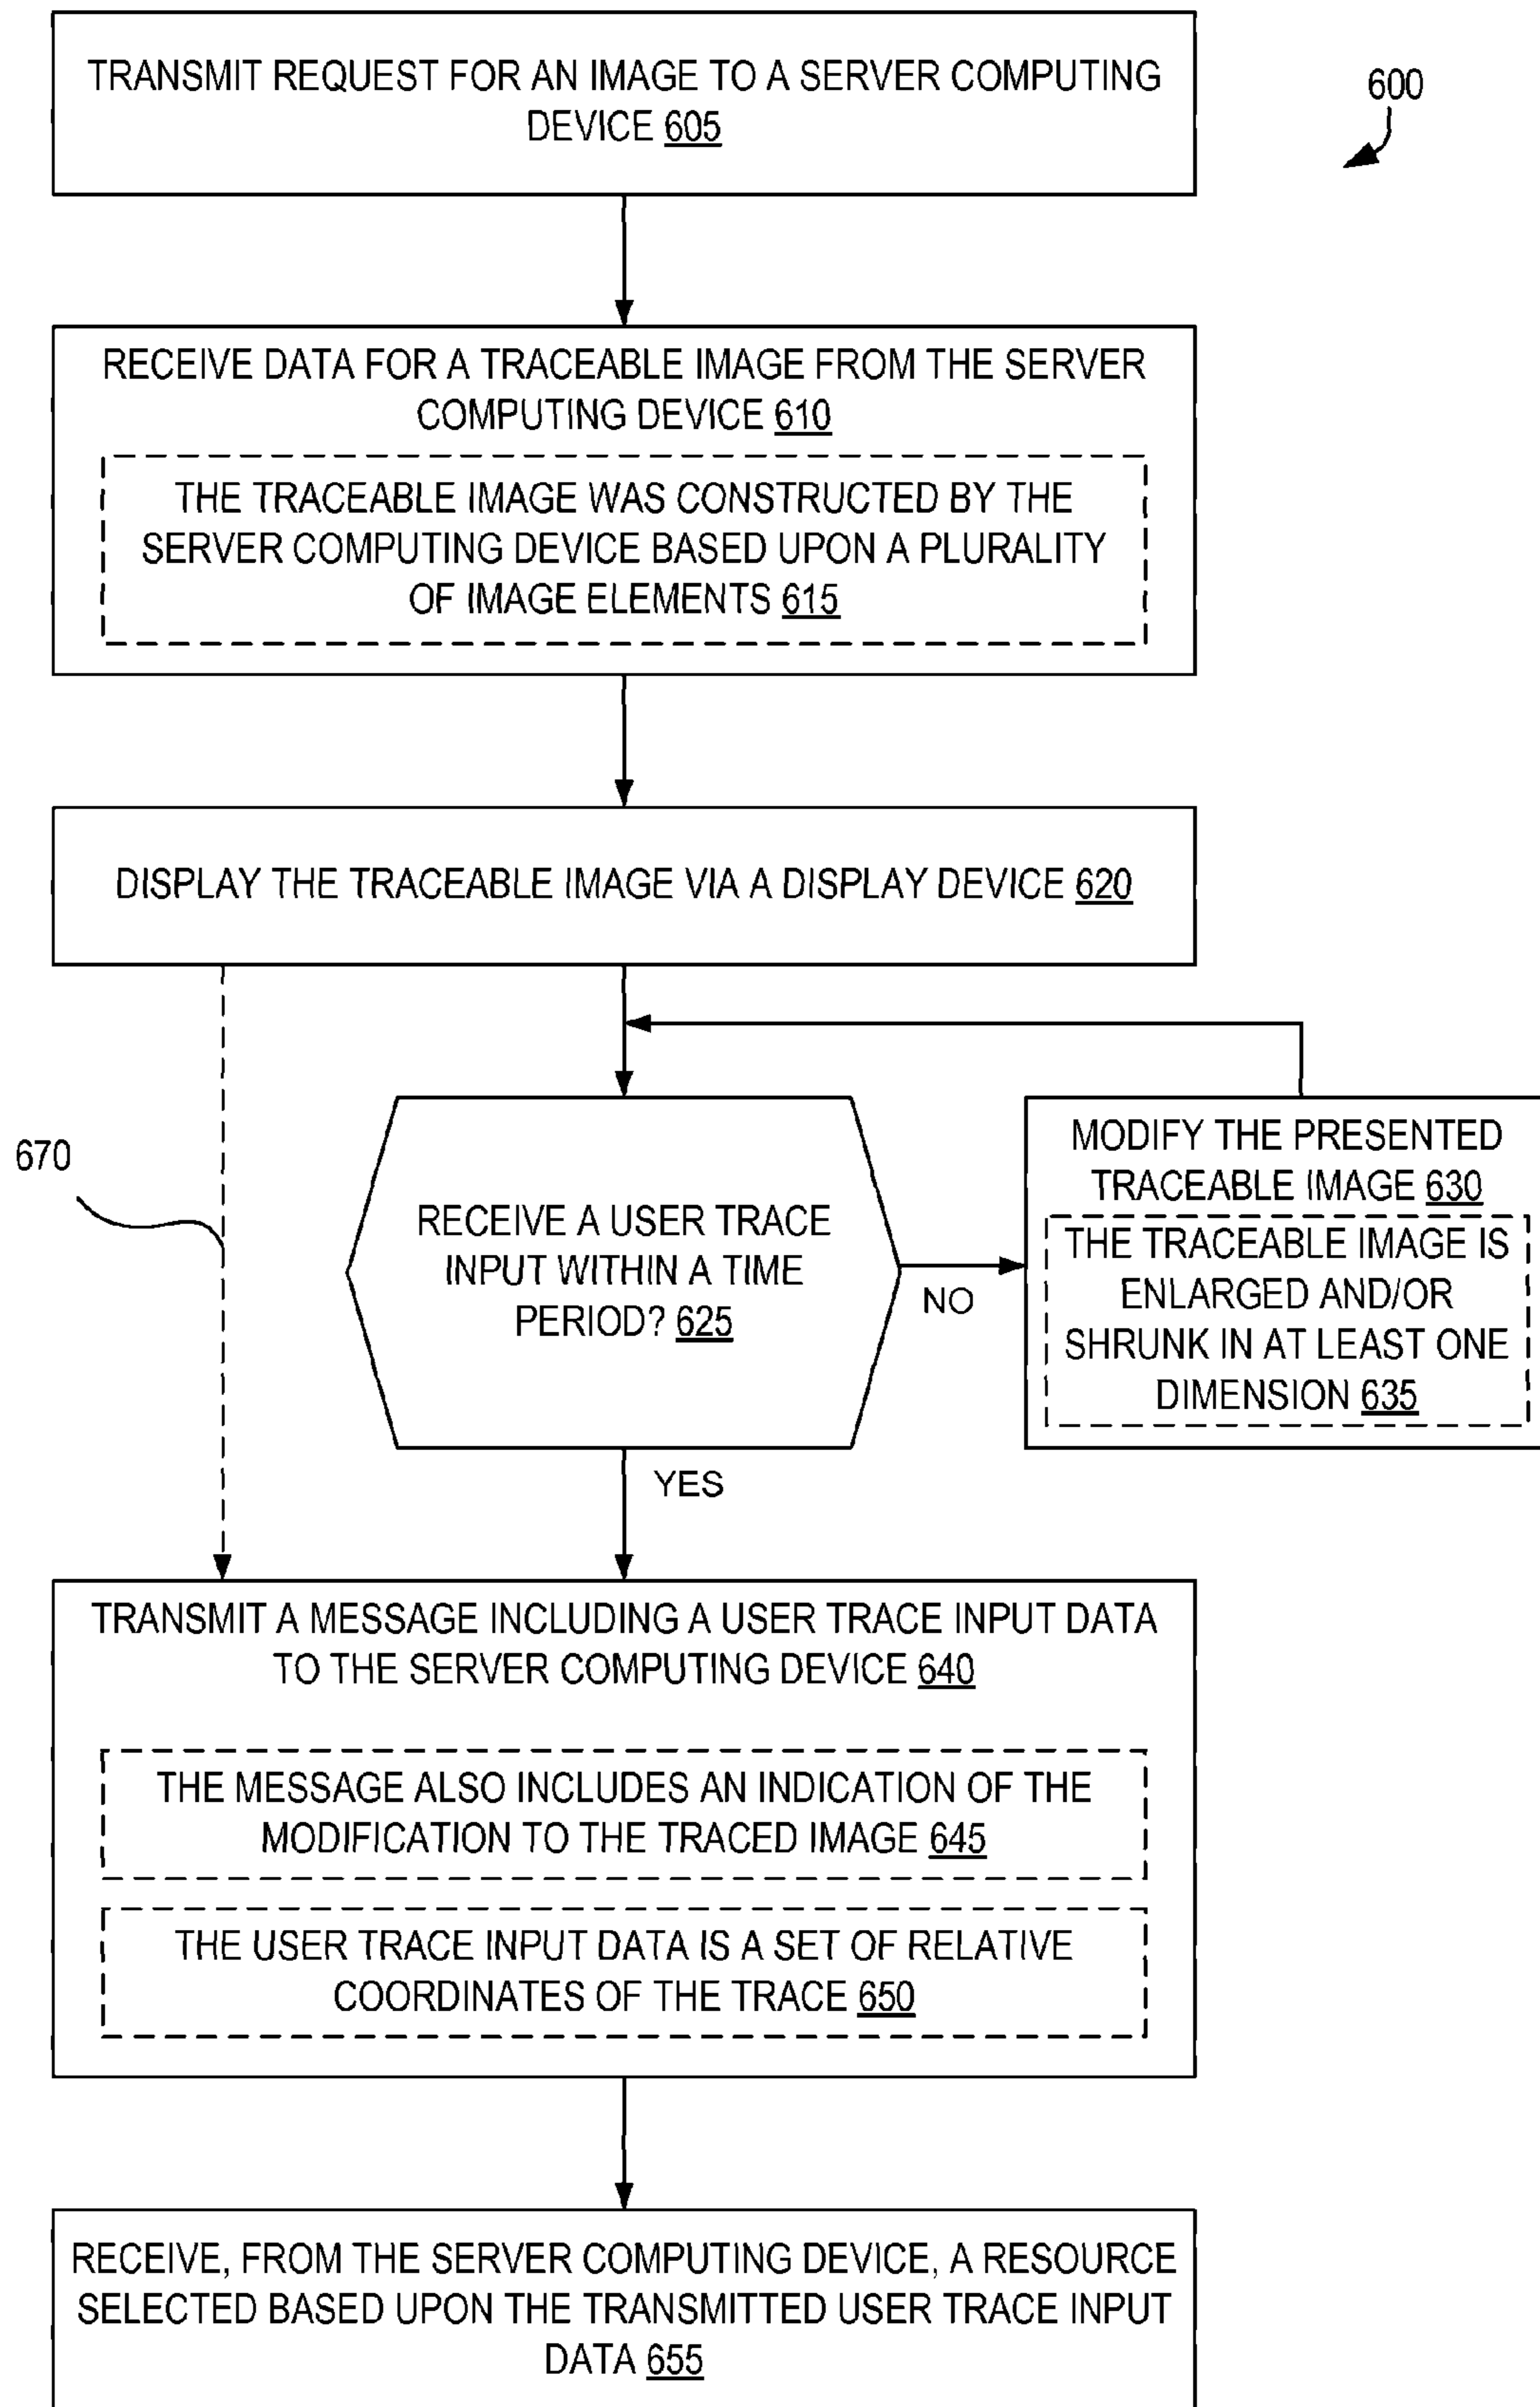 TRANSMIT REQUEST FOR AN IMAGE TO A SERVER COMPUTING
DEVICE 605
600
RECEIVE DATA FOR A TRACEABLE IMAGE FROM THE SERVER
COMPUTING DEVICE 610
THE TRACEABLE IMAGE WAS CONSTRUCTED BY THE
SERVER COMPUTING DEVICE BASED UPON A PLURALITY
OF IMAGE ELEMENTS 615
DISPLAY THE TRACEABLE IMAGE VIA A DISPLAY DEVICE 620
670
RECEIVE A USER TRACE
INPUT WITHIN A TIME
PERIOD? 625
NO
MODIFY THE PRESENTED
TRACEABLE IMAGE 630
THE TRACEABLE IMAGE IS
ENLARGED AND/OR
SHRUNK IN AT LEAST ONE
DIMENSION 635
YES
TRANSMIT A MESSAGE INCLUDING A USER TRACE INPUT DATA
TO THE SERVER COMPUTING DEVICE 640
THE MESSAGE ALSO INCLUDES AN INDICATION OF THE
MODIFICATION TO THE TRACED IMAGE 645
THE USER TRACE INPUT DATA IS A SET OF RELATIVE
COORDINATES OF THE TRACE 650
RECEIVE, FROM THE SERVER COMPUTING DEVICE, A RESOURCE
SELECTED BASED UPON THE TRANSMITTED USER TRACE INPUT
DATA 655